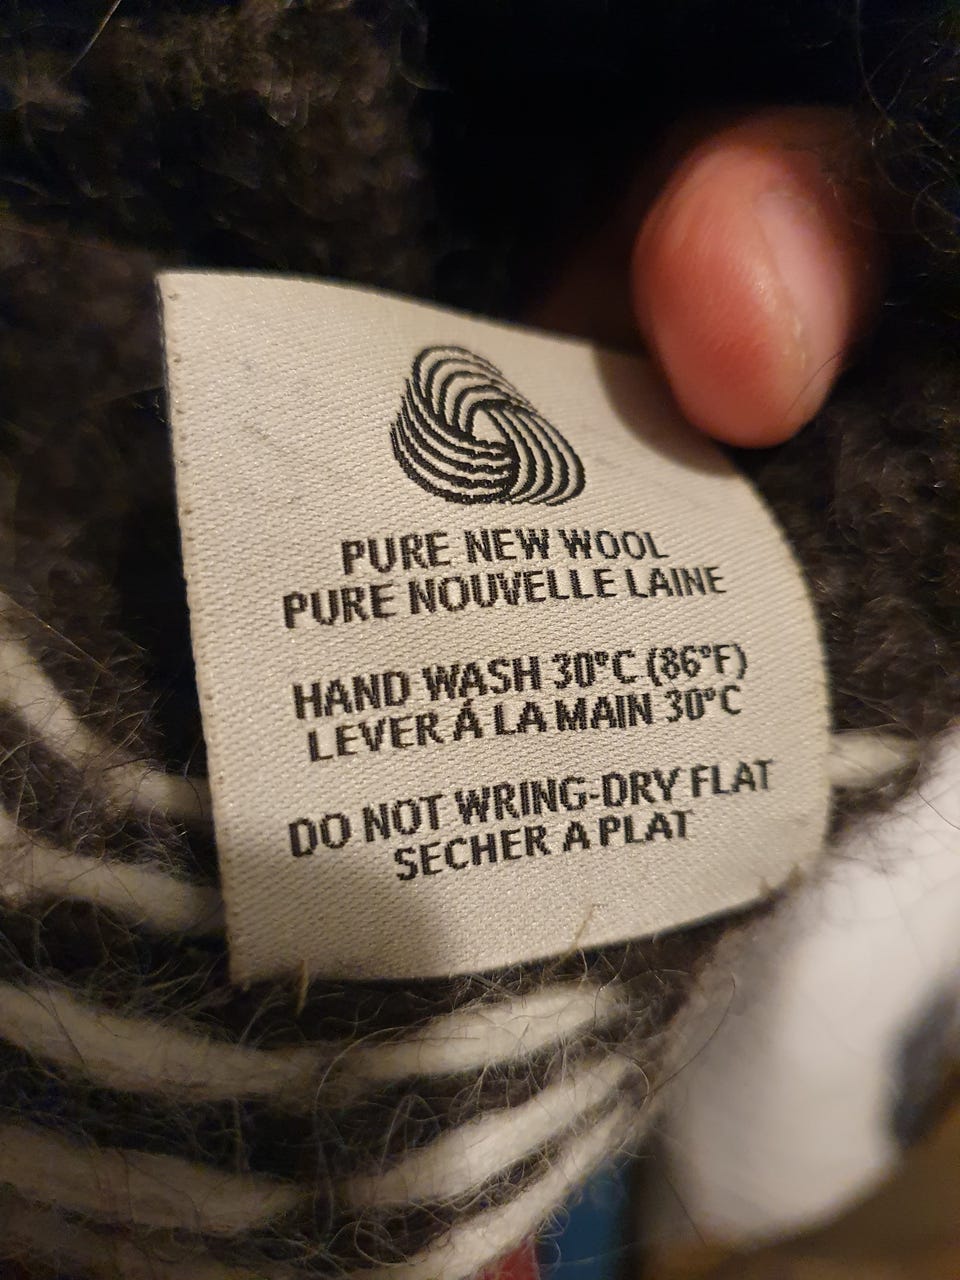 PURE NEW WOOL
PURE NOUVELLE LAINE
HAND WASH 30°C (86°F)
LEVER Á LA MAIN 30°C
DO NOT WRING-DRY FLAT
SECHER A PLAT